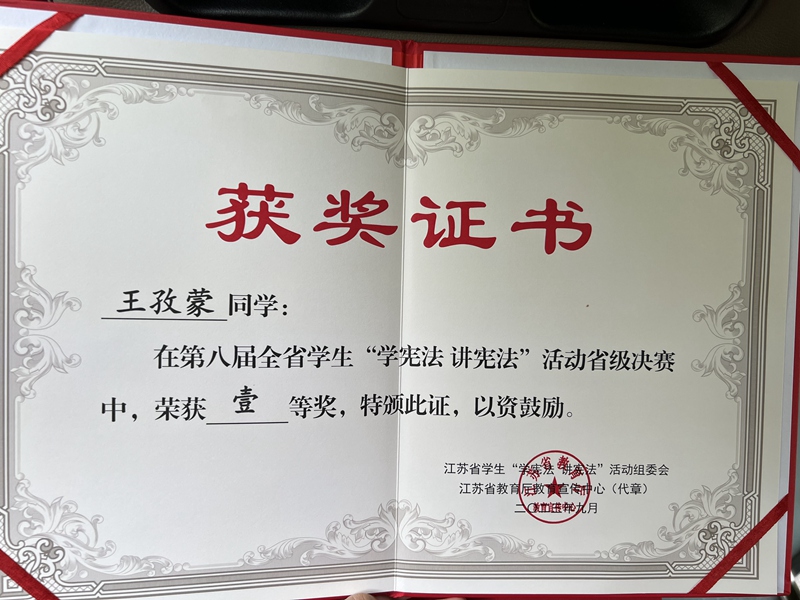 获奖证书
王孜蒙同学：
在第八届全省学生“学宪法 讲宪法”活动省级决赛
中，荣获壹等奖，特颁此证，以资鼓励。
江苏省学生“学宪法 讲宪法”活动组委会
江苏省教育厅教育宣传中心（代章）
二〇 年九月